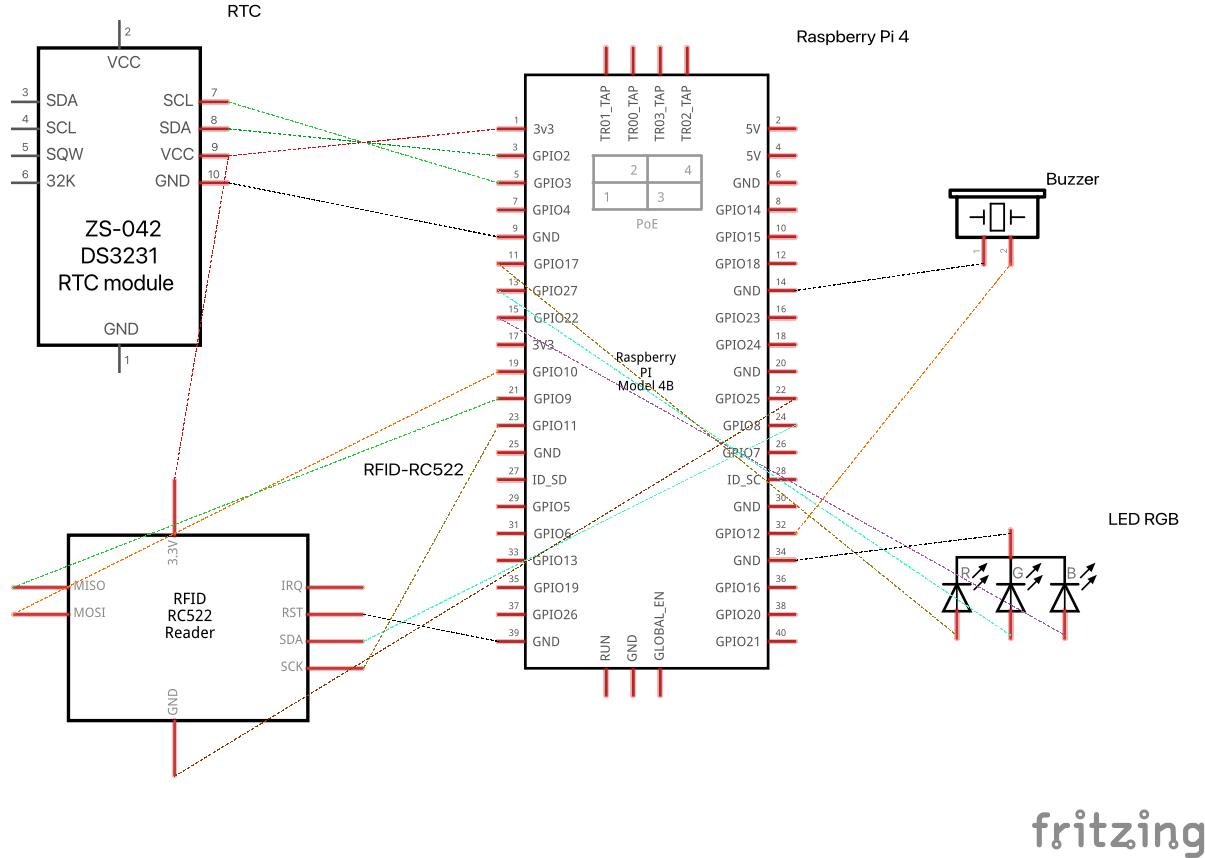 RTC
Raspberry Pi 4
2
VCC
3 SDA SCL 7
4 SCL SDA 8
5 SQW VCC 9
6 32K GND 10
ZS-042
DS3231
RTC module
GND
1
TR01_TAP
TR00_TAP
TR03_TAP
TR02_TAP
2 4
1 3
PoE
1 3v3 5V 2
3 GPIO2 5V 4
5 GPIO3 GND 6
7 GPIO4 GPIO14 8
9 GND GPIO15 10
11 GPIO17 GPIO18 12
13 GPIO27 GND 14
15 GPIO22 GPIO23 16
17 3V3 GPIO24 18
19 GPIO10 GND 20
21 GPIO9 GPIO25 22
23 GPIO11 GPIO8 24
25 GND GPIO7 26
27 ID_SD ID_SC 28
29 GPIO5 GND 30
31 GPIO6 GPIO12 32
33 GPIO13 GND 34
35 GPIO19 GPIO16 36
37 GPIO26 GPIO20 38
39 GND GPIO21 40
Raspberry
PI
Model 4B
RUN
GND
GLOBAL_EN
Buzzer
1 2
RFID-RC522
LED RGB
R G B
3.3V
MISO IRQ
MOSI RST
SDA
SCK
RFID
RC522
Reader
GND
fritzing